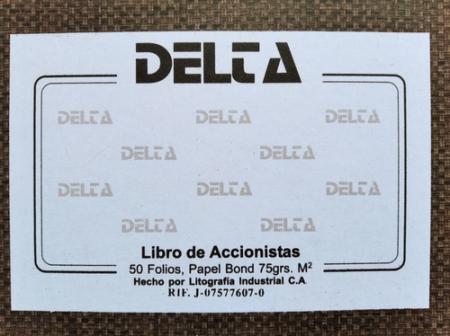 DELTA
DELTA DELTA DELTA
DELTA DELTA
DELTA DELTA DELTA
DELTA DELTA
Libro de Accionistas
50 Folios, Papel Bond 75grs. M²
Hecho por Litografía Industrial C.A
RIF. J-07577607-0